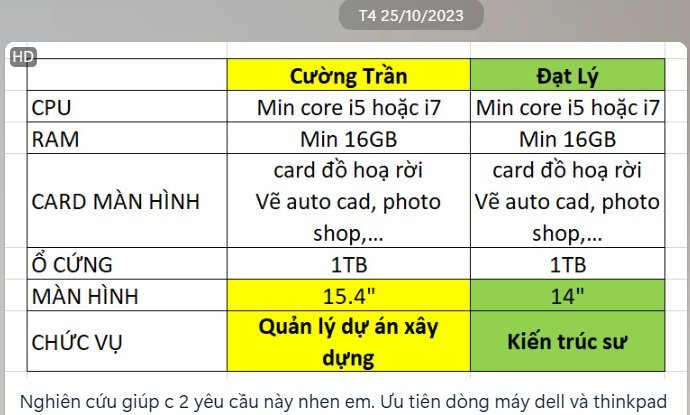 T4 25/10/2023
HD
Cường Trần Đạt Lý
CPU Min core i5 hoặc i7 Min core i5 hoặc i7
RAM Min 16GB Min 16GB
card đồ hoạ rời card đồ hoạ rời
CARD MÀN HÌNH Vẽ auto cad, photo Vẽ auto cad, photo
shop,... shop,...
Ổ CỨNG 1TB 1TB
MÀN HÌNH 15.4" 14"
Quản lý dự án xây
CHỨC VỤ Kiến trúc sư
dựng
Nghiên cứu giúp c 2 yêu cầu này nhen em. Ưu tiên dòng máy dell và thinkpad